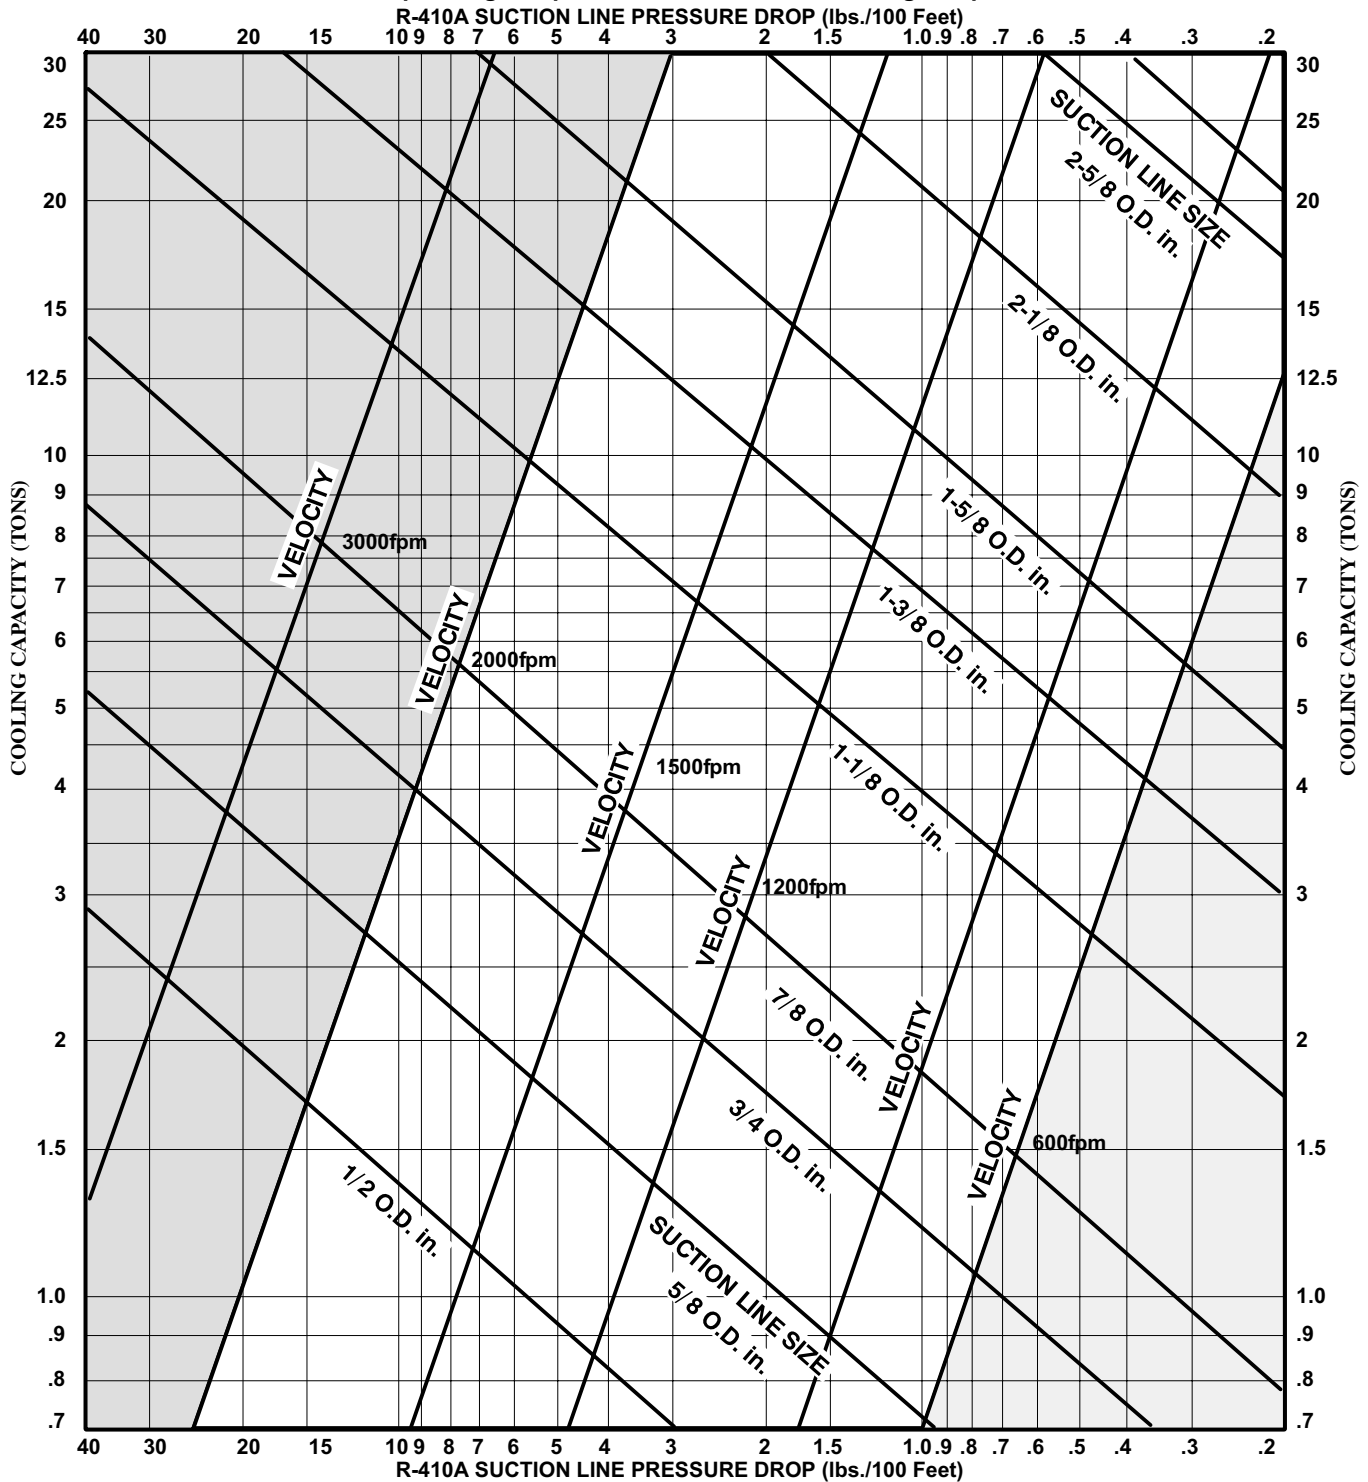 R-410A SUCTION LINE PRESSURE DROP (lbs./100 Feet)
40 30 20 15 10 9 8 7 6 5 4 3 2 1.5 1.0 .9 .8 .7 .6 .5 .4 .3 .2
30 30
25 25
20 20
15 15
12.5 12.5
10 10
9 9
8 8
7 7
6 6
5 5
4 4
3 3
2 2
1.5 1.5
1.0 1.0
.9 .9
.8 .8
.7 .7
COOLING CAPACITY (TONS)
COOLING CAPACITY (TONS)
SUCTION LINE SIZE
2-5/8 O.D. in.
2-1/8 O.D. in.
1-5/8 O.D. in.
1-3/8 O.D. in.
1-1/8 O.D. in.
7/8 O.D. in.
3/4 O.D. in.
SUCTION LINE SIZE
5/8 O.D. in.
1/2 O.D. in.
VELOCITY
3000fpm
VELOCITY
2000fpm
VELOCITY
1500fpm
VELOCITY
1200fpm
VELOCITY
VELOCITY
600fpm
40 30 20 15 10 9 8 7 6 5 4 3 2 1.5 1.0 .9 .8 .7 .6 .5 .4 .3 .2
R-410A SUCTION LINE PRESSURE DROP (lbs./100 Feet)